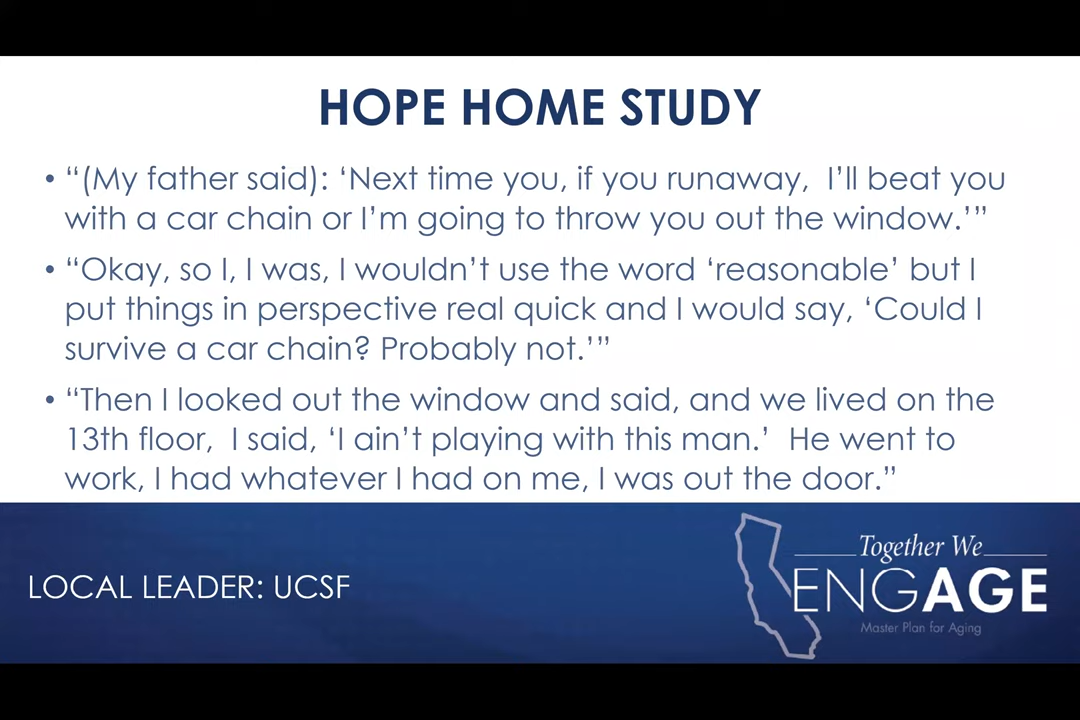 HOPE HOME STUDY
• “(My father said): ‘Next time you, if you runaway,  I’ll beat you
with a car chain or I’m going to throw you out the window.’”
• “Okay, so I, I was, I wouldn’t use the word ‘reasonable’ but I
put things in perspective real quick and I would say, ‘Could I
survive a car chain? Probably not.’”
• “Then I looked out the window and said, and we lived on the
13th floor,  I said, ‘I ain’t playing with this man.’  He went to
work, I had whatever I had on me, I was out the door.”
LOCAL LEADER: UCSF
Together We
ENGAGE
Master Plan for Aging